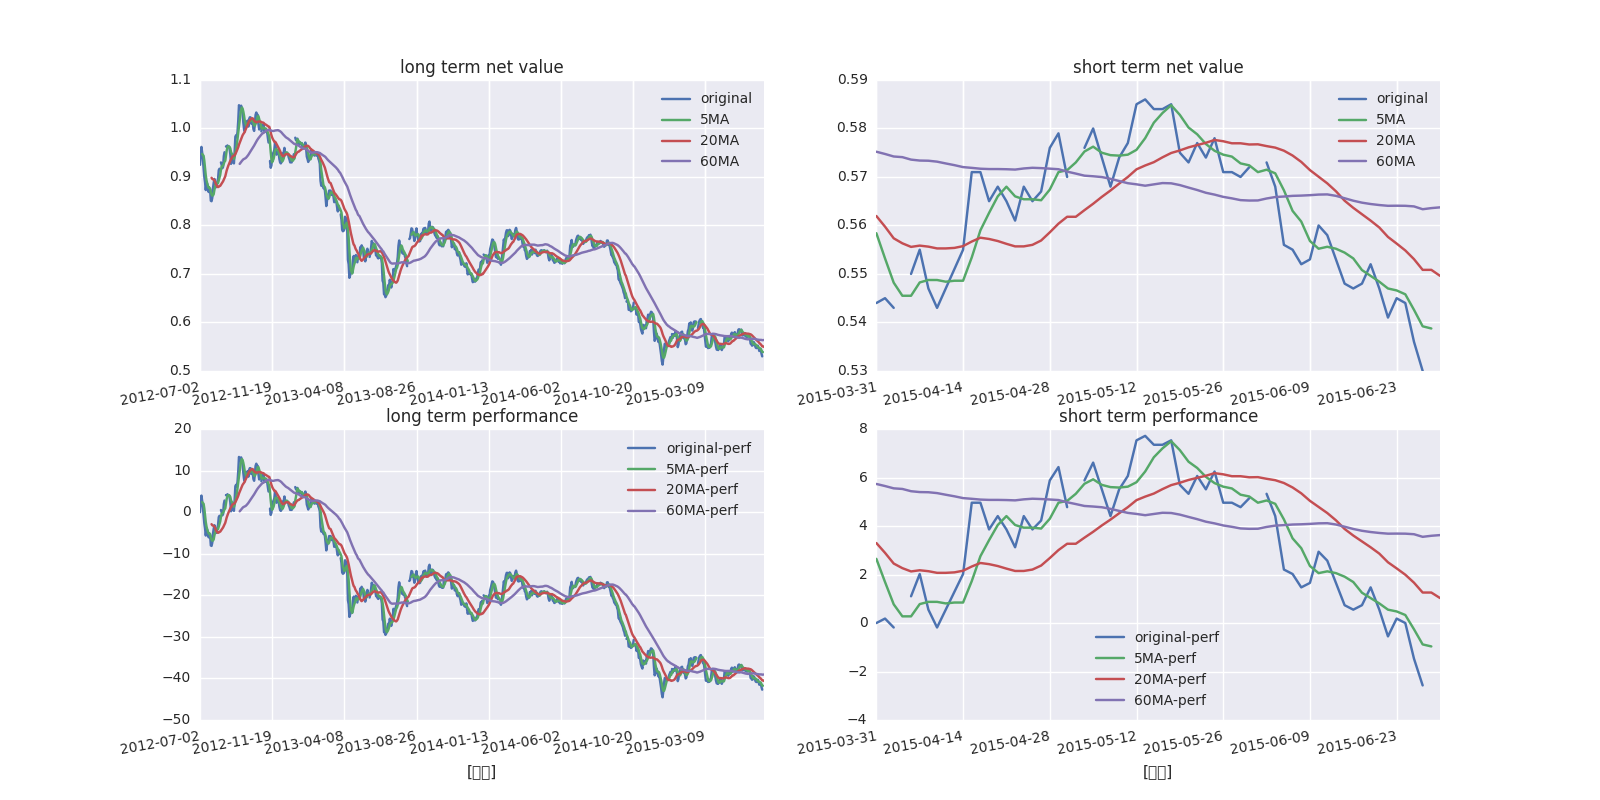 long term net value
1.1
1.0
0.9
0.8
0.7
0.6
0.5
original
5MA
20MA
60MA
2012-07-02 2012-11-19 2013-04-08 2013-08-26 2014-01-13 2014-06-02 2014-10-20 2015-03-09
short term net value
0.59
0.58
0.57
0.56
0.55
0.54
0.53
original
5MA
20MA
60MA
2015-03-31 2015-04-14 2015-04-28 2015-05-12 2015-05-26 2015-06-09 2015-06-23
long term performance
20
10
0
−10
−20
−30
−40
−50
original-perf
5MA-perf
20MA-perf
60MA-perf
2012-07-02 2012-11-19 2013-04-08 2013-08-26 2014-01-13 2014-06-02 2014-10-20 2015-03-09
short term performance
8
6
4
2
0
−2
−4
original-perf
5MA-perf
20MA-perf
60MA-perf
2015-03-31 2015-04-14 2015-04-28 2015-05-12 2015-05-26 2015-06-09 2015-06-23